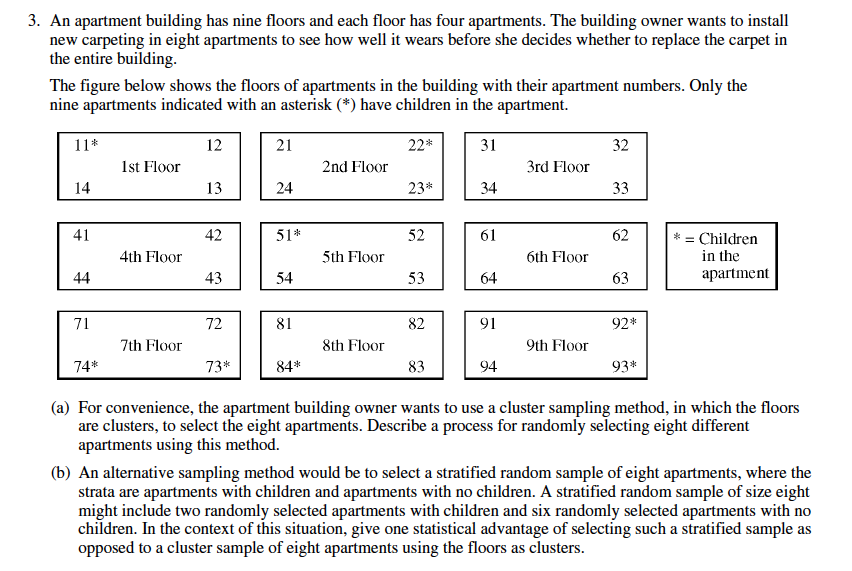 3. An apartment building has nine floors and each floor has four apartments. The building owner wants to install
new carpeting in eight apartments to see how well it wears before she decides whether to replace the carpet in
the entire building.
The figure below shows the floors of apartments in the building with their apartment numbers. Only the
nine apartments indicated with an asterisk (*) have children in the apartment.
11* 12 21 22* 31 32
1st Floor 2nd Floor 3rd Floor
14 13 24 23* 34 33
41 42 51* 52 61 62
4th Floor 5th Floor 6th Floor
44 43 54 53 64 63
* = Children
in the
apartment
71 72 81 82 91 92*
7th Floor 8th Floor 9th Floor
74* 73* 84* 83 94 93*
(a) For convenience, the apartment building owner wants to use a cluster sampling method, in which the floors
are clusters, to select the eight apartments. Describe a process for randomly selecting eight different
apartments using this method.
(b) An alternative sampling method would be to select a stratified random sample of eight apartments, where the
strata are apartments with children and apartments with no children. A stratified random sample of size eight
might include two randomly selected apartments with children and six randomly selected apartments with no
children. In the context of this situation, give one statistical advantage of selecting such a stratified sample as
opposed to a cluster sample of eight apartments using the floors as clusters.